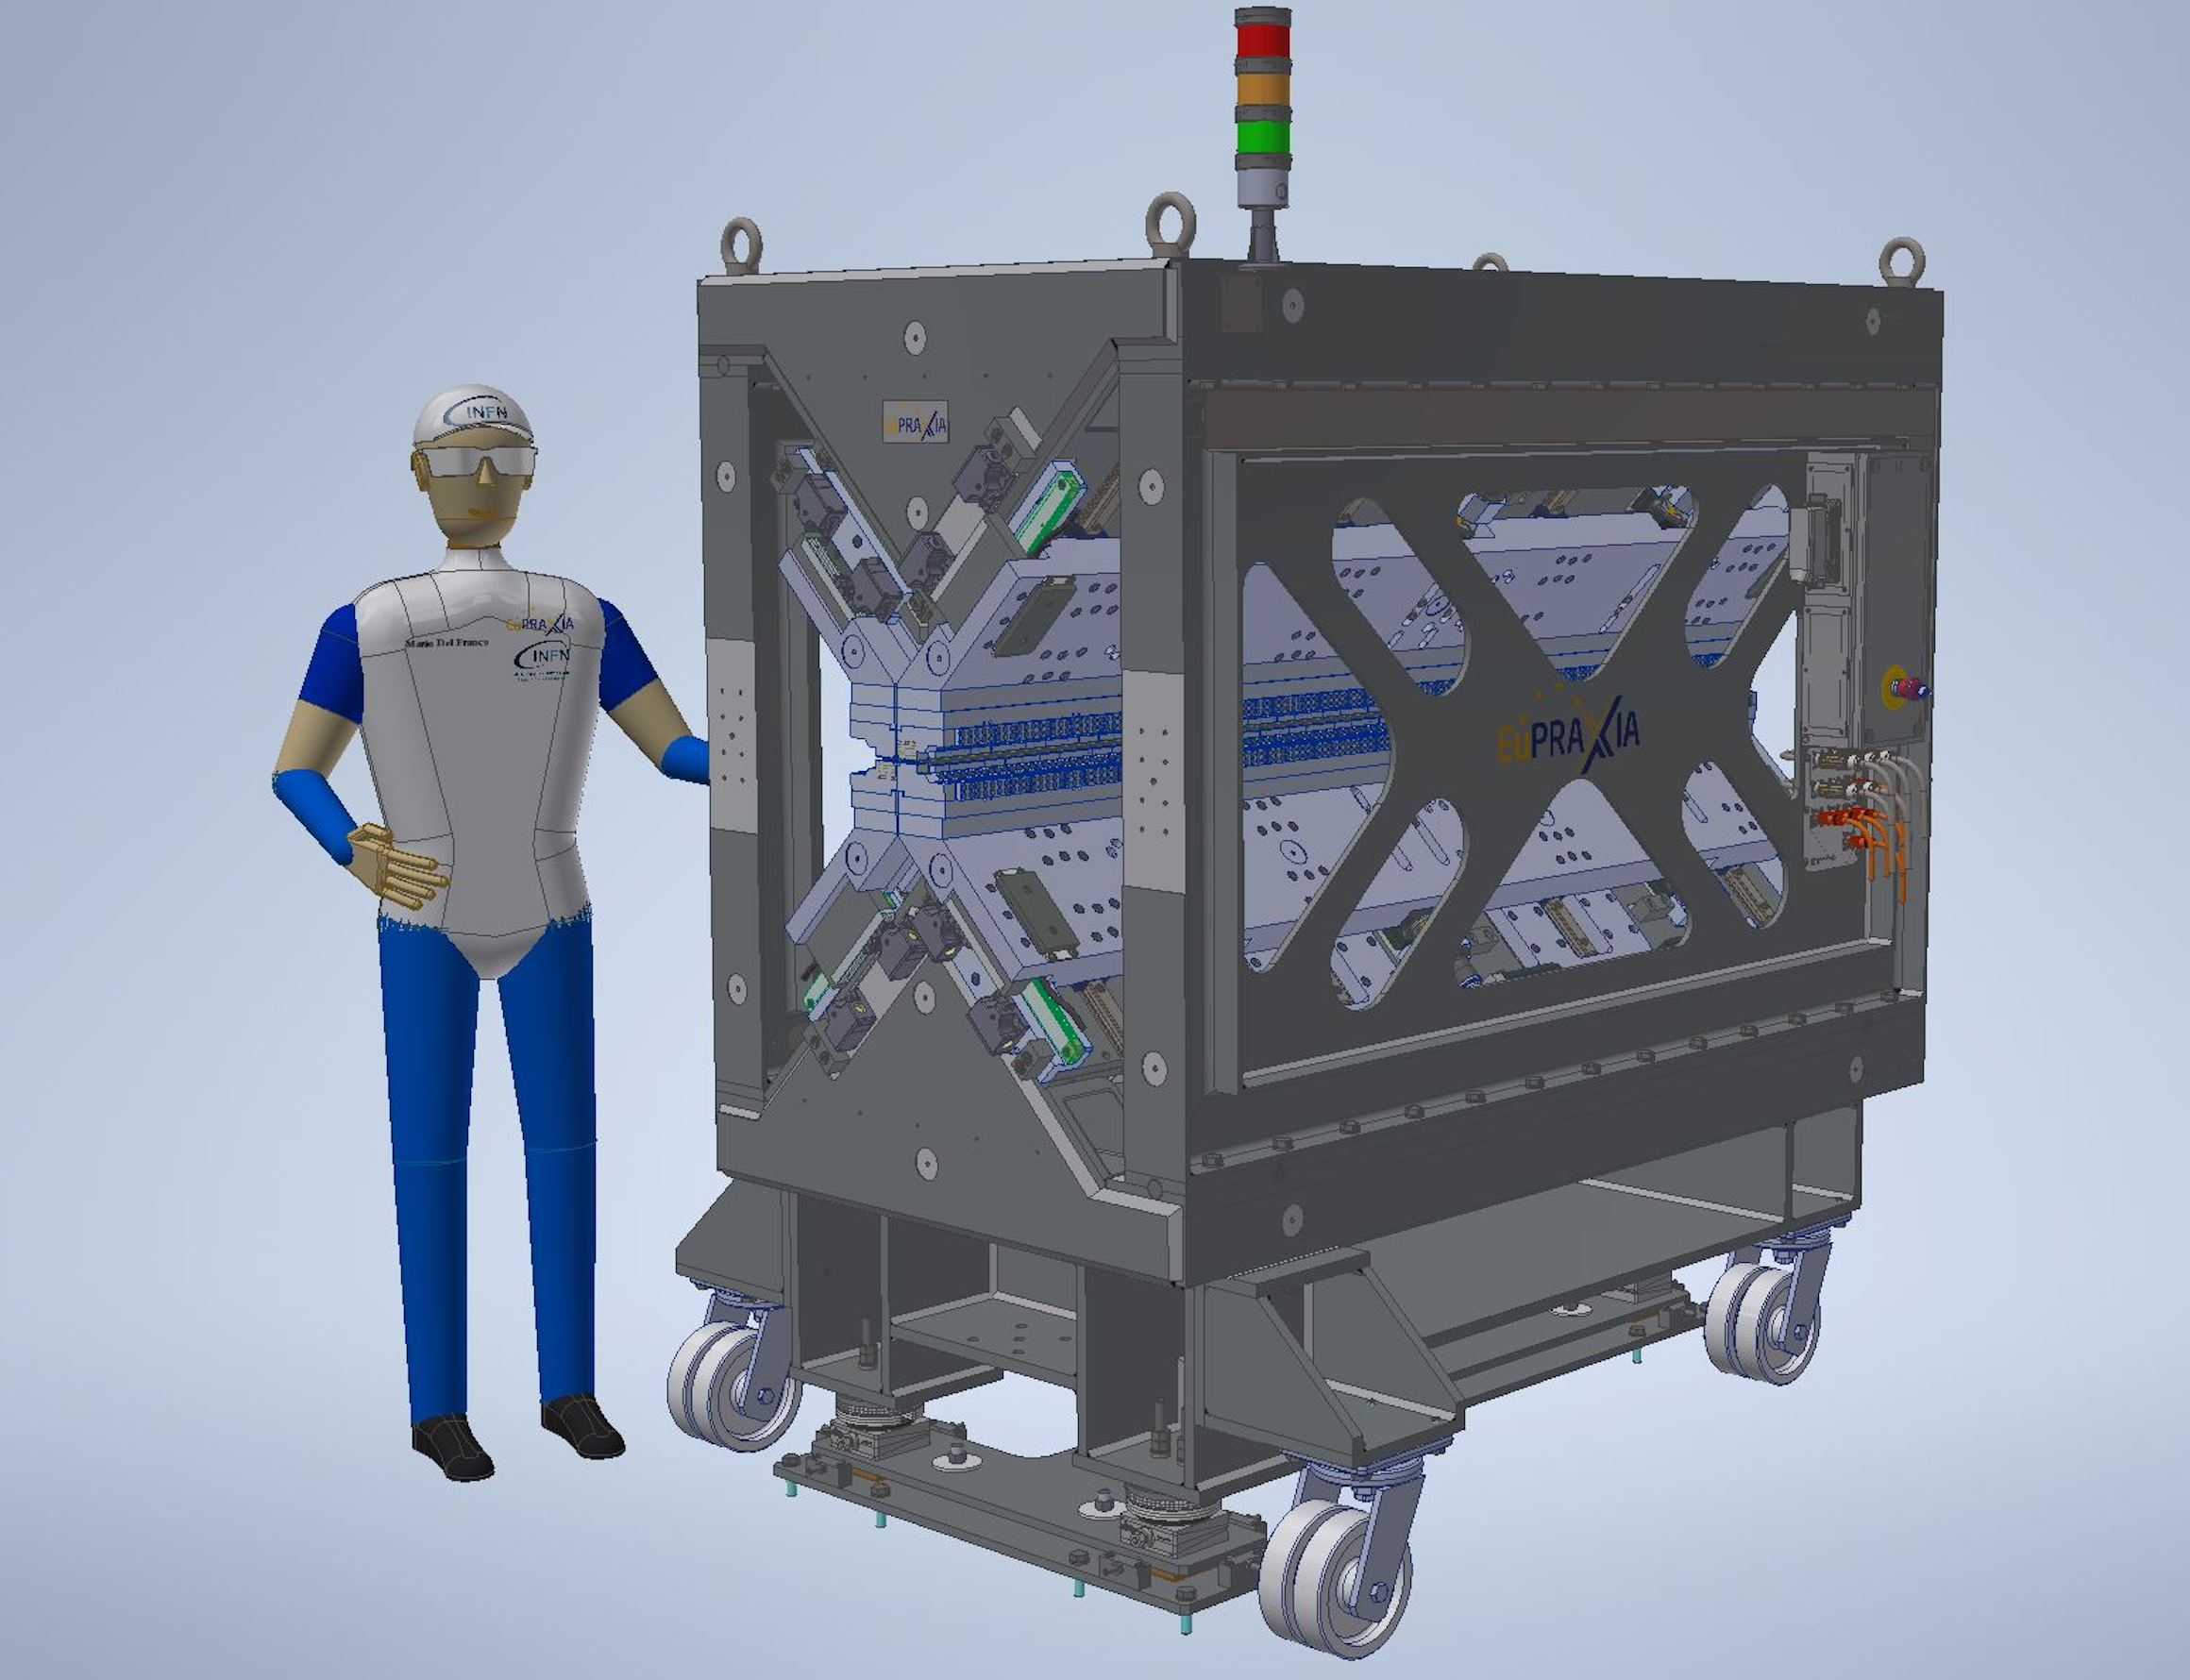 INFN
EuPRAXIA
EuPRAXIA
Mario Del Franco
INFN
EuPRAXIA